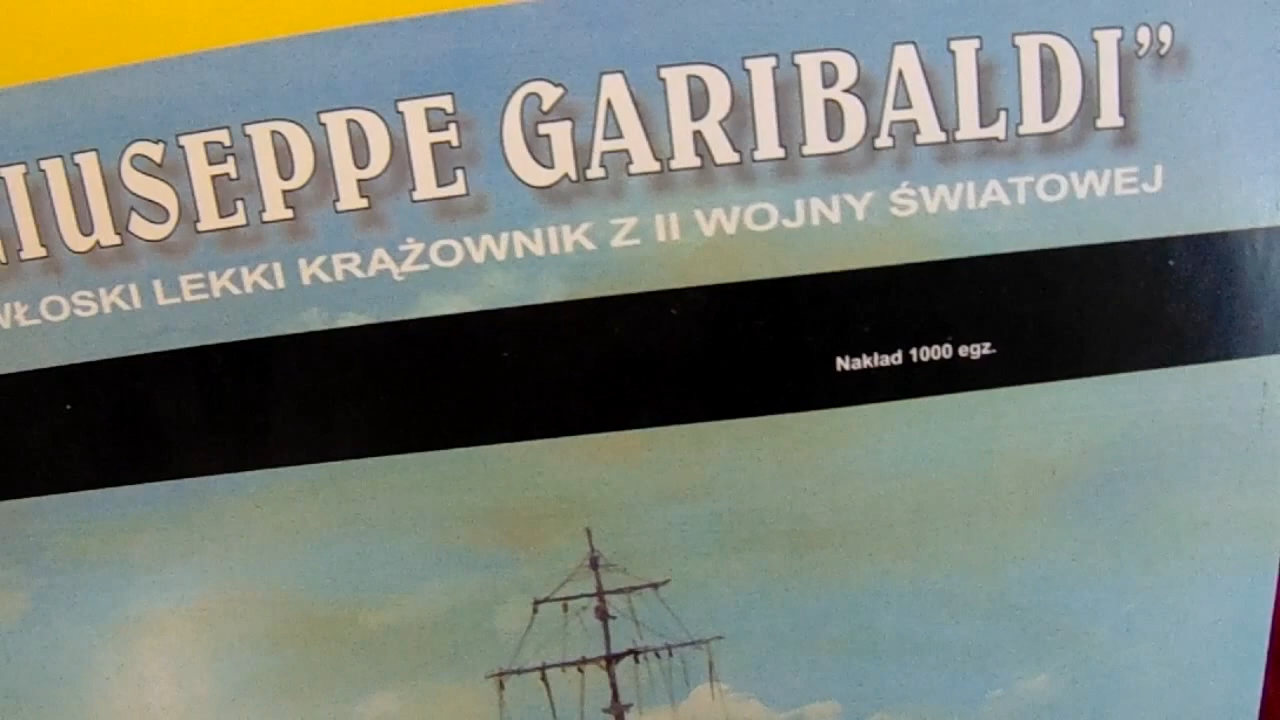 IUSEPPE GARIBALDI”
WŁOSKI LEKKI KRĄŻOWNIK Z II WOJNY ŚWIATOWEJ
Nakład 1000 egz.